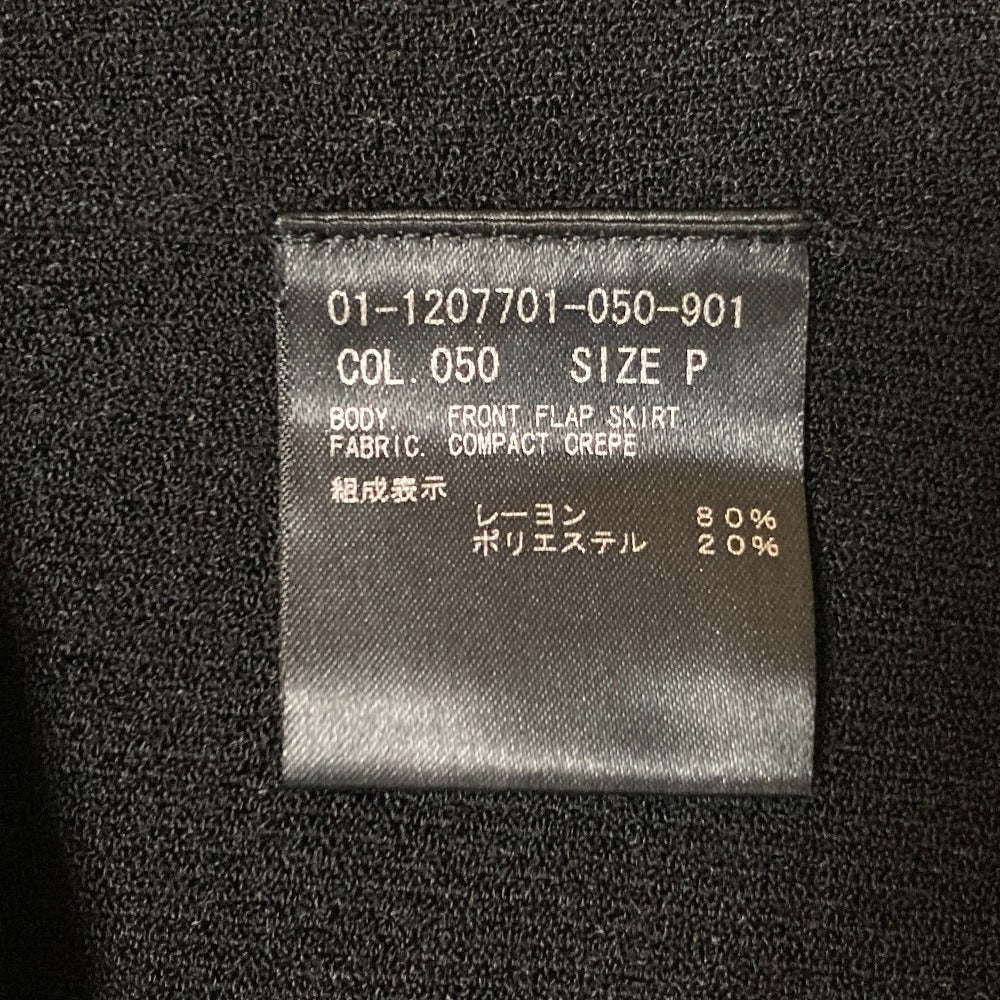 01-1207701-050-901
COL. 050 SIZE P
BODY. FRONT FLAP SKIRT
FABRIC. COMPACT CREPE
組成表示
レーヨン 80%
ポリエステル 20%